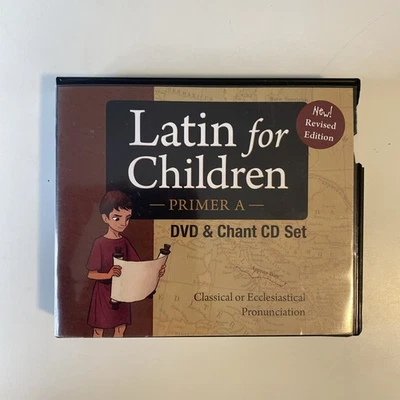 Latin for
Children
— PRIMER A —
New!
Revised
Edition
DVD & Chant CD Set
Classical or Ecclesiastical
Pronunciation